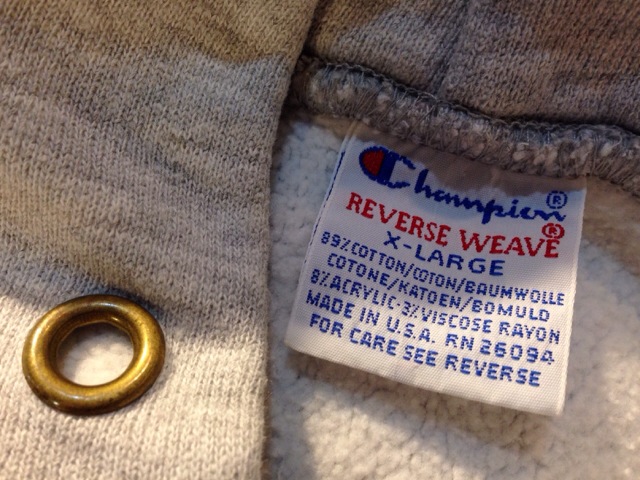 Champion®
REVERSE WEAVE®
X-LARGE
89%COTTON/COTON/BAUMWOLLE
COTONE/KATOEN/BOMULD
8%ACRYLIC-3%VISCOSE RAYON
MADE IN U.S.A. RN 26094
FOR CARE SEE REVERSE